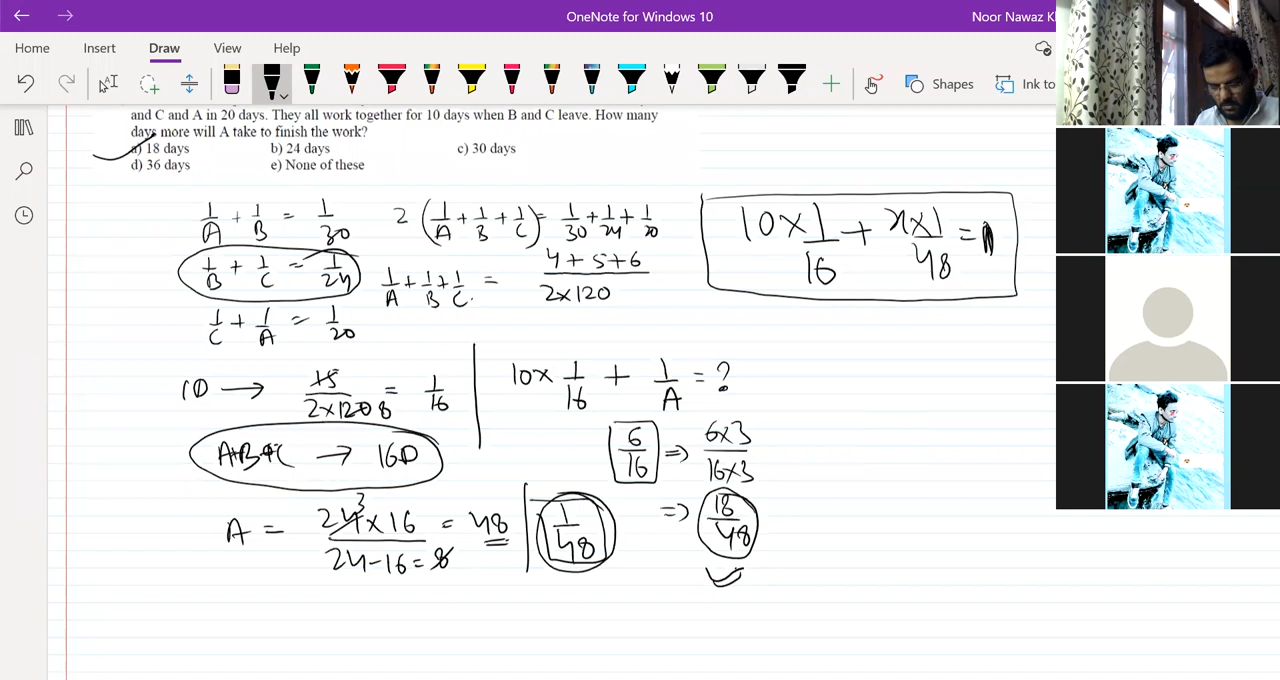 OneNote for Windows 10
Noor Nawaz K
Home Insert Draw View Help
Shapes
Ink to
and C and A in 20 days. They all work together for 10 days when B and C leave. How many
days more will A take to finish the work?
a) 18 days b) 24 days c) 30 days
d) 36 days e) None of these
1/A + 1/B = 1/30
2 (1/A + 1/B + 1/C) = 1/30 + 1/24 + 1/20
10 × 1/16 + x × 1/48 = 1
1/B + 1/C = 1/24
1/A + 1/B + 1/C = 4 + 5 + 6 / 2×120
1/C + 1/A = 1/20
1D → 15 / 2×120 8 = 1/16
10× 1/16 + 1/A = ?
A+B+C → 16D
6/16 => 6×3 / 16×3
=> 18/48
A = 24 3 ×16 / 24-16=8 = 48
1/48